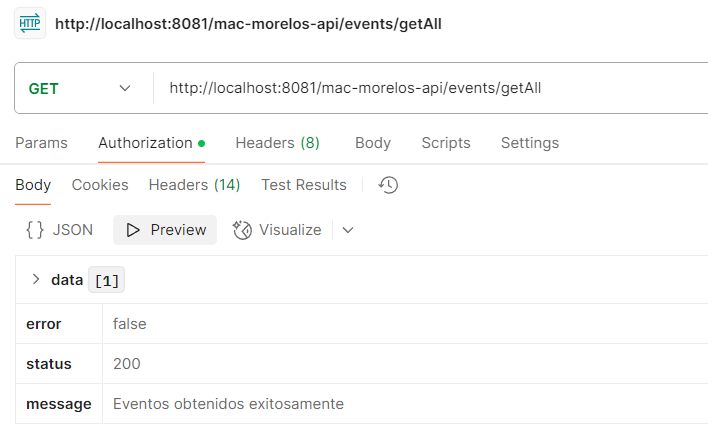 HTTP http://localhost:8081/mac-morelos-api/events/getAll
GET http://localhost:8081/mac-morelos-api/events/getAll
Params Authorization Headers (8) Body Scripts Settings
Body Cookies Headers (14) Test Results
{} JSON Preview Visualize
data [1]
error false
status 200
message Eventos obtenidos exitosamente